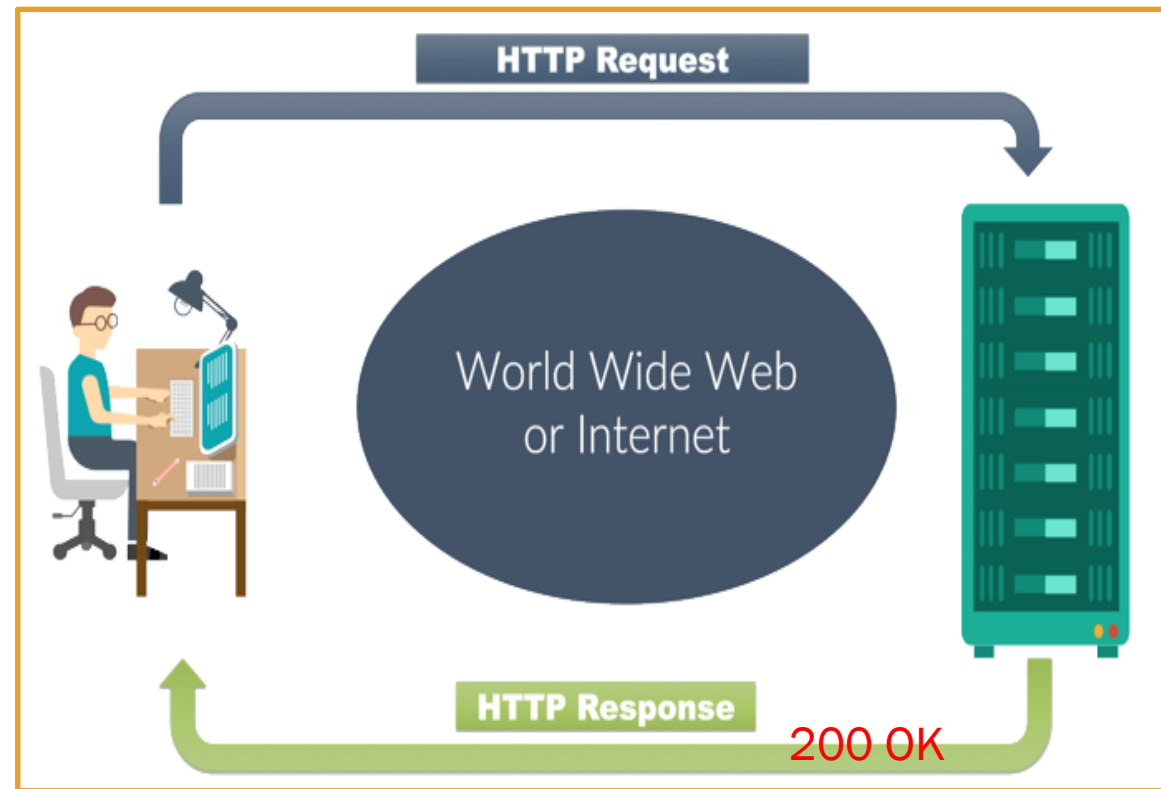 HTTP Request
World Wide Web
or Internet
HTTP Response
200 OK